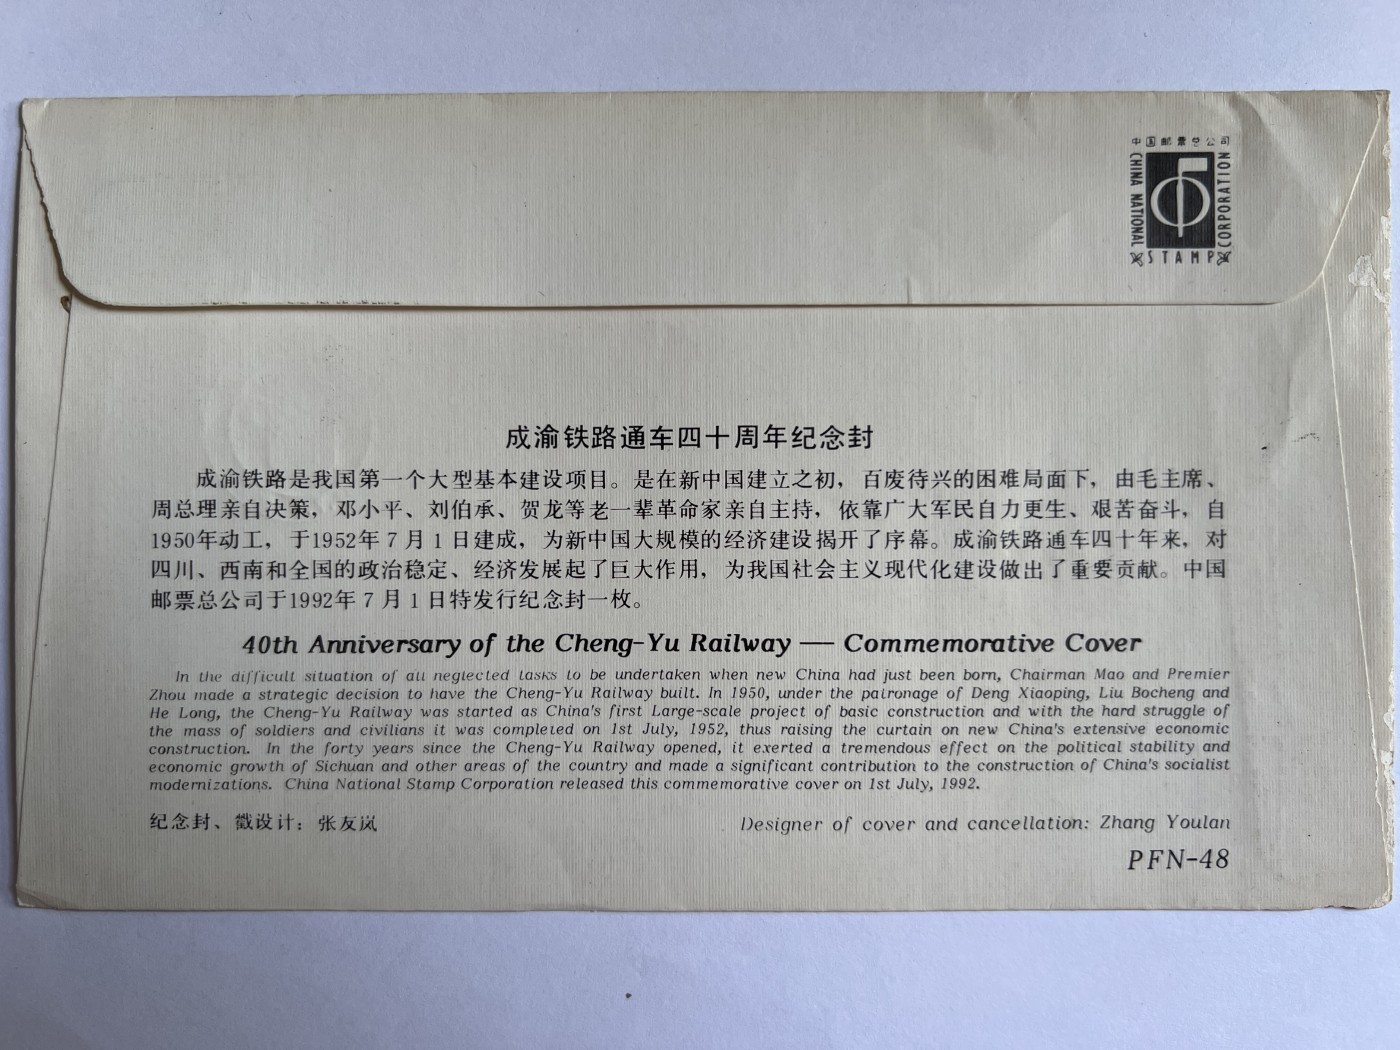 中国邮票总公司
CHINA NATIONAL
STAMP
CORPORATION
成渝铁路通车四十周年纪念封
成渝铁路是我国第一个大型基本建设项目。是在新中国建立之初，百废待兴的困难局面下，由毛主席、
周总理亲自决策，邓小平、刘伯承、贺龙等老一辈革命家亲自主持，依靠广大军民自力更生、艰苦奋斗，自
1950年动工，于1952年7月1日建成，为新中国大规模的经济建设揭开了序幕。成渝铁路通车四十年来，对
四川、西南和全国的政治稳定、经济发展起了巨大作用，为我国社会主义现代化建设做出了重要贡献。中国
邮票总公司于1992年7月1日特发行纪念封一枚。
40th Anniversary of the Cheng-Yu Railway — Commemorative Cover
In the difficult situation of all neglected tasks to be undertaken when new China had just been born, Chairman Mao and Premier
Zhou made a strategic decision to have the Cheng-Yu Railway built. In 1950, under the patronage of Deng Xiaoping, Liu Bocheng and
He Long, the Cheng-Yu Railway was started as China's first Large-scale project of basic construction and with the hard struggle of
the mass of soldiers and civilians it was completed on 1st July, 1952, thus raising the curtain on new China's extensive economic
construction. In the forty years since the Cheng-Yu Railway opened, it exerted a tremendous effect on the political stability and
economic growth of Sichuan and other areas of the country and made a significant contribution to the construction of China's socialist
modernizations. China National Stamp Corporation released this commemorative cover on 1st July, 1992.
纪念封、戳设计：张友岚
Designer of cover and cancellation: Zhang Youlan
PFN-48